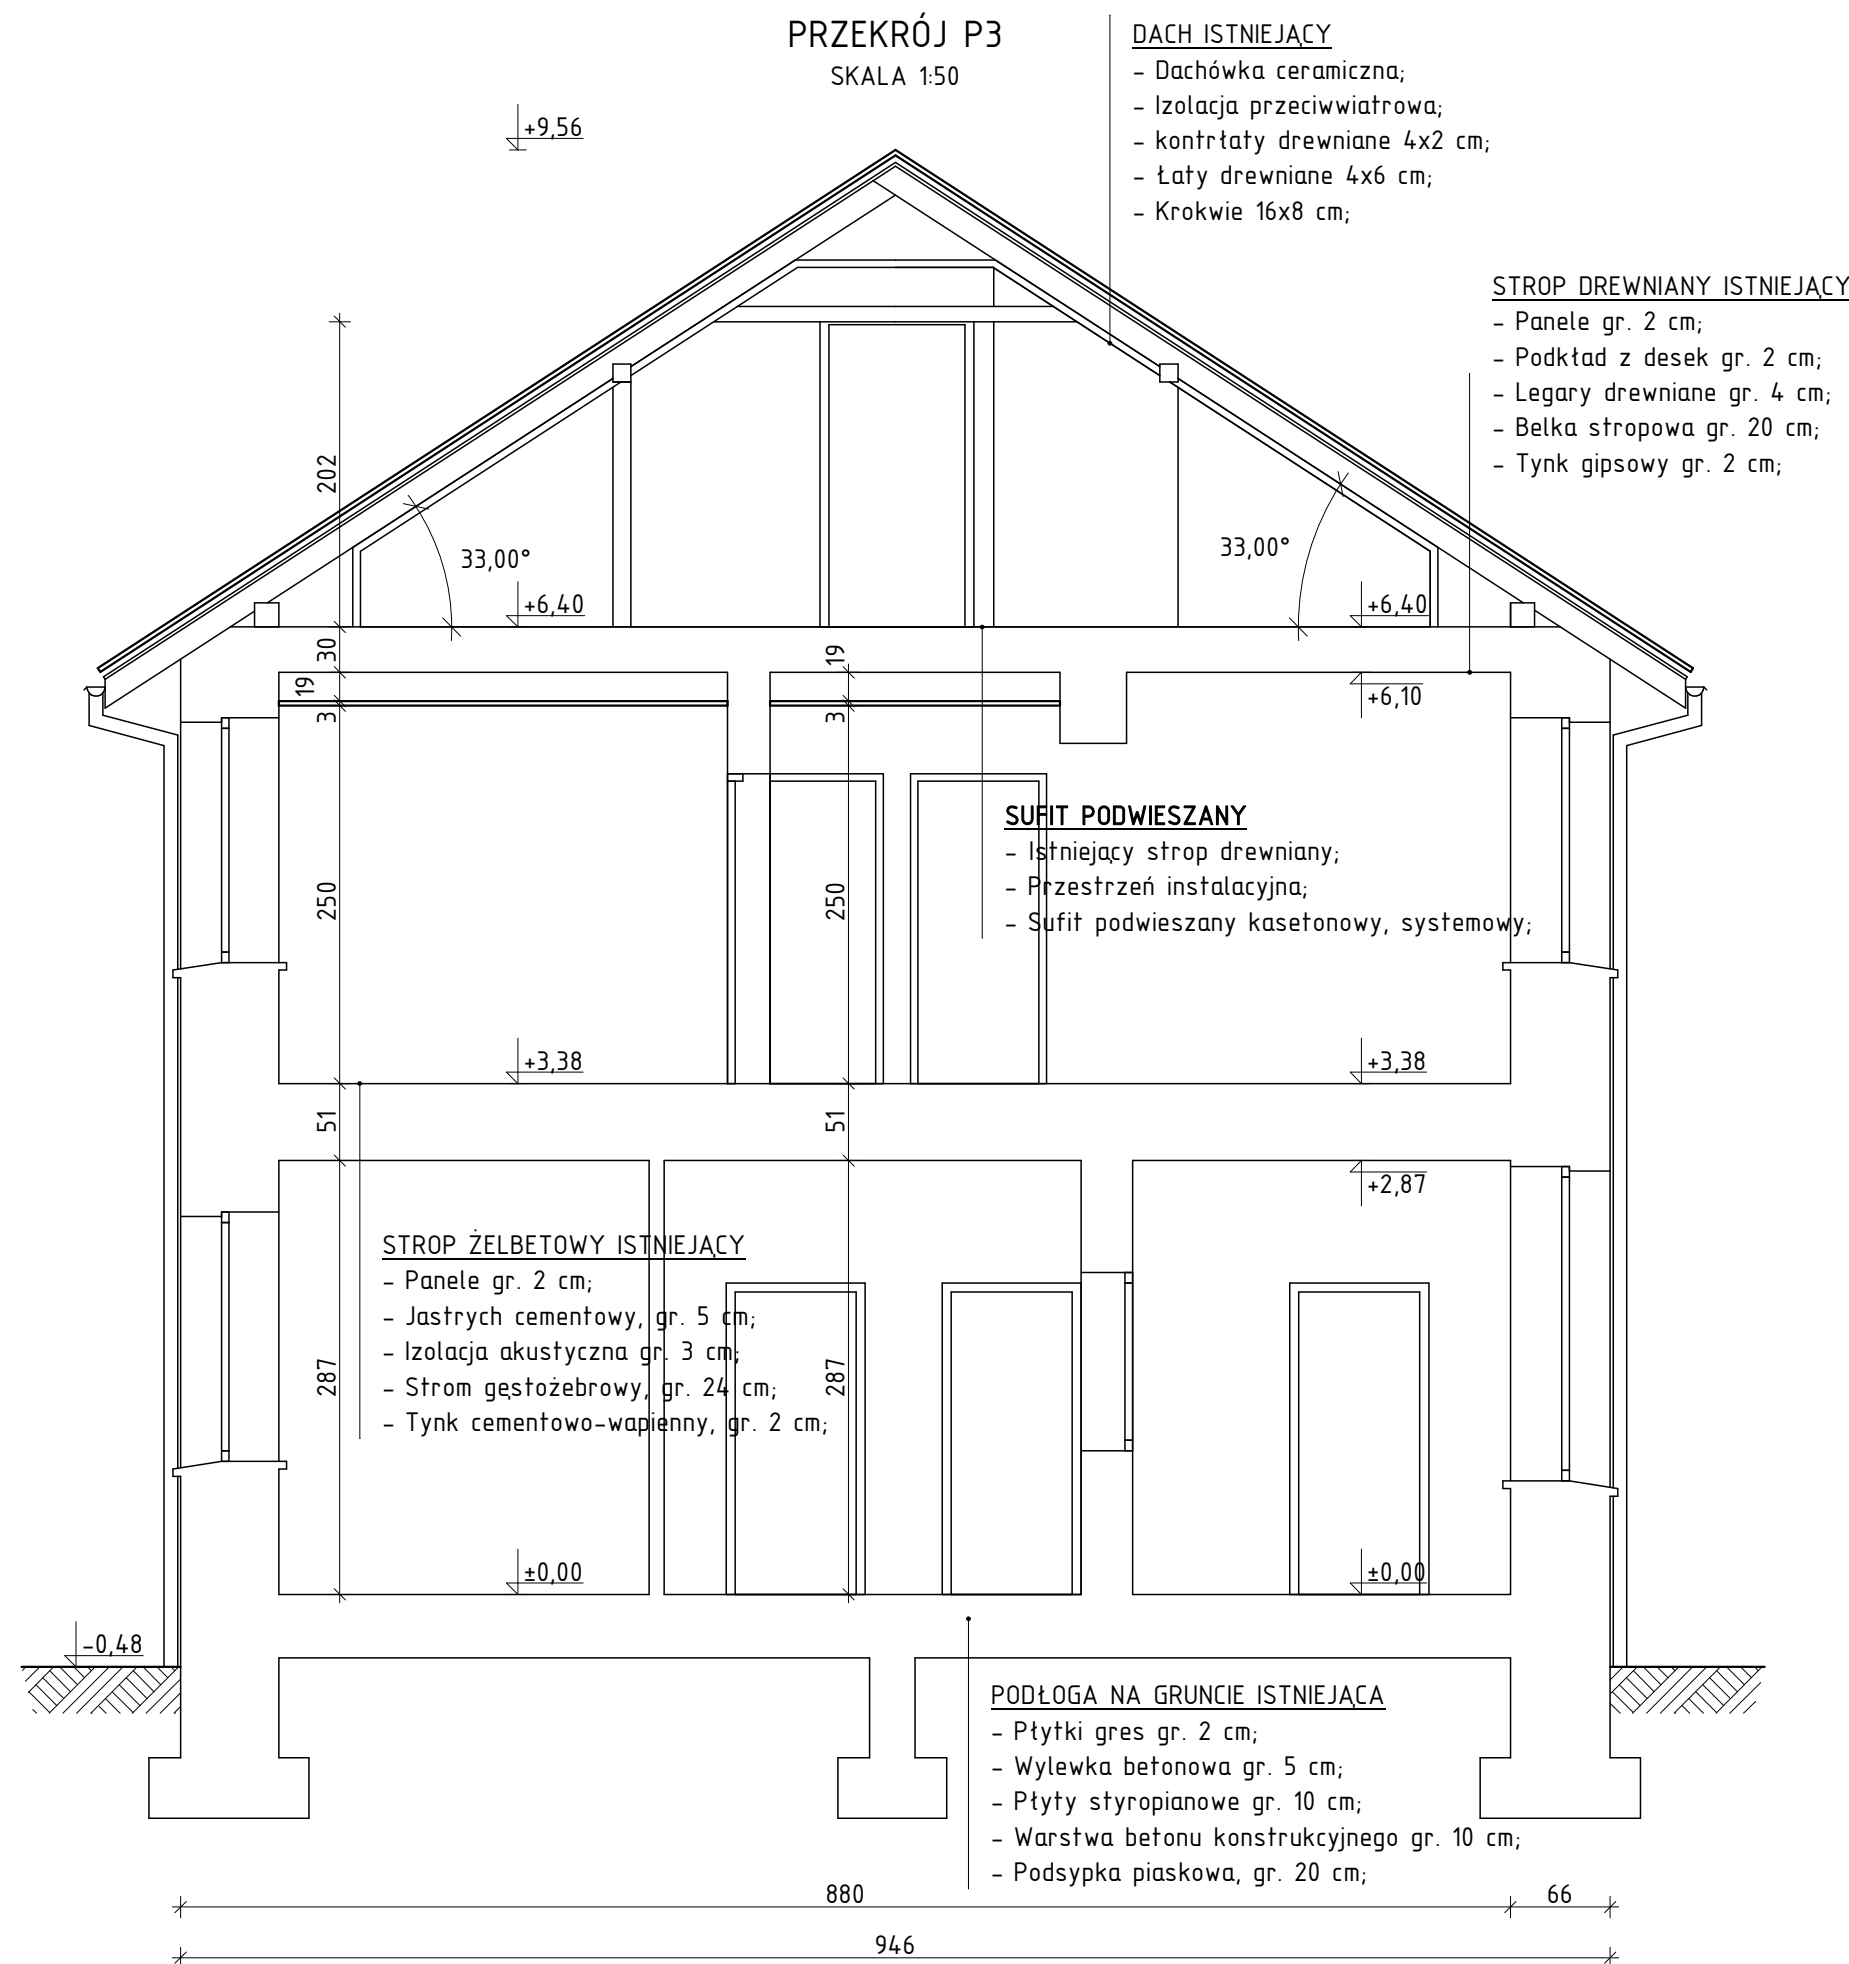 PRZEKRÓJ P3
SKALA 1:50
DACH ISTNIEJĄCY
- Dachówka ceramiczna;
- Izolacja przeciwwiatrowa;
- kontrłaty drewniane 4x2 cm;
- Łaty drewniane 4x6 cm;
- Krokwie 16x8 cm;
+9,56
STROP DREWNIANY ISTNIEJĄCY
- Panele gr. 2 cm;
- Podkład z desek gr. 2 cm;
- Legary drewniane gr. 4 cm;
- Belka stropowa gr. 20 cm;
- Tynk gipsowy gr. 2 cm;
202
33,00°
33,00°
+6,40
+6,40
30
19
19
3
3
+6,10
SUFIT PODWIESZANY
- Istniejący strop drewniany;
- Przestrzeń instalacyjna;
- Sufit podwieszany kasetonowy, systemowy;
250
250
+3,38
+3,38
51
51
+2,87
STROP ŻELBETOWY ISTNIEJĄCY
- Panele gr. 2 cm;
- Jastrych cementowy, gr. 5 cm;
- Izolacja akustyczna gr. 3 cm;
- Strom gęstożebrowy, gr. 24 cm;
- Tynk cementowo-wapienny, gr. 2 cm;
287
287
±0,00
±0,00
-0,48
PODŁOGA NA GRUNCIE ISTNIEJĄCA
- Płytki gres gr. 2 cm;
- Wylewka betonowa gr. 5 cm;
- Płyty styropianowe gr. 10 cm;
- Warstwa betonu konstrukcyjnego gr. 10 cm;
- Podsypka piaskowa, gr. 20 cm;
880
66
946